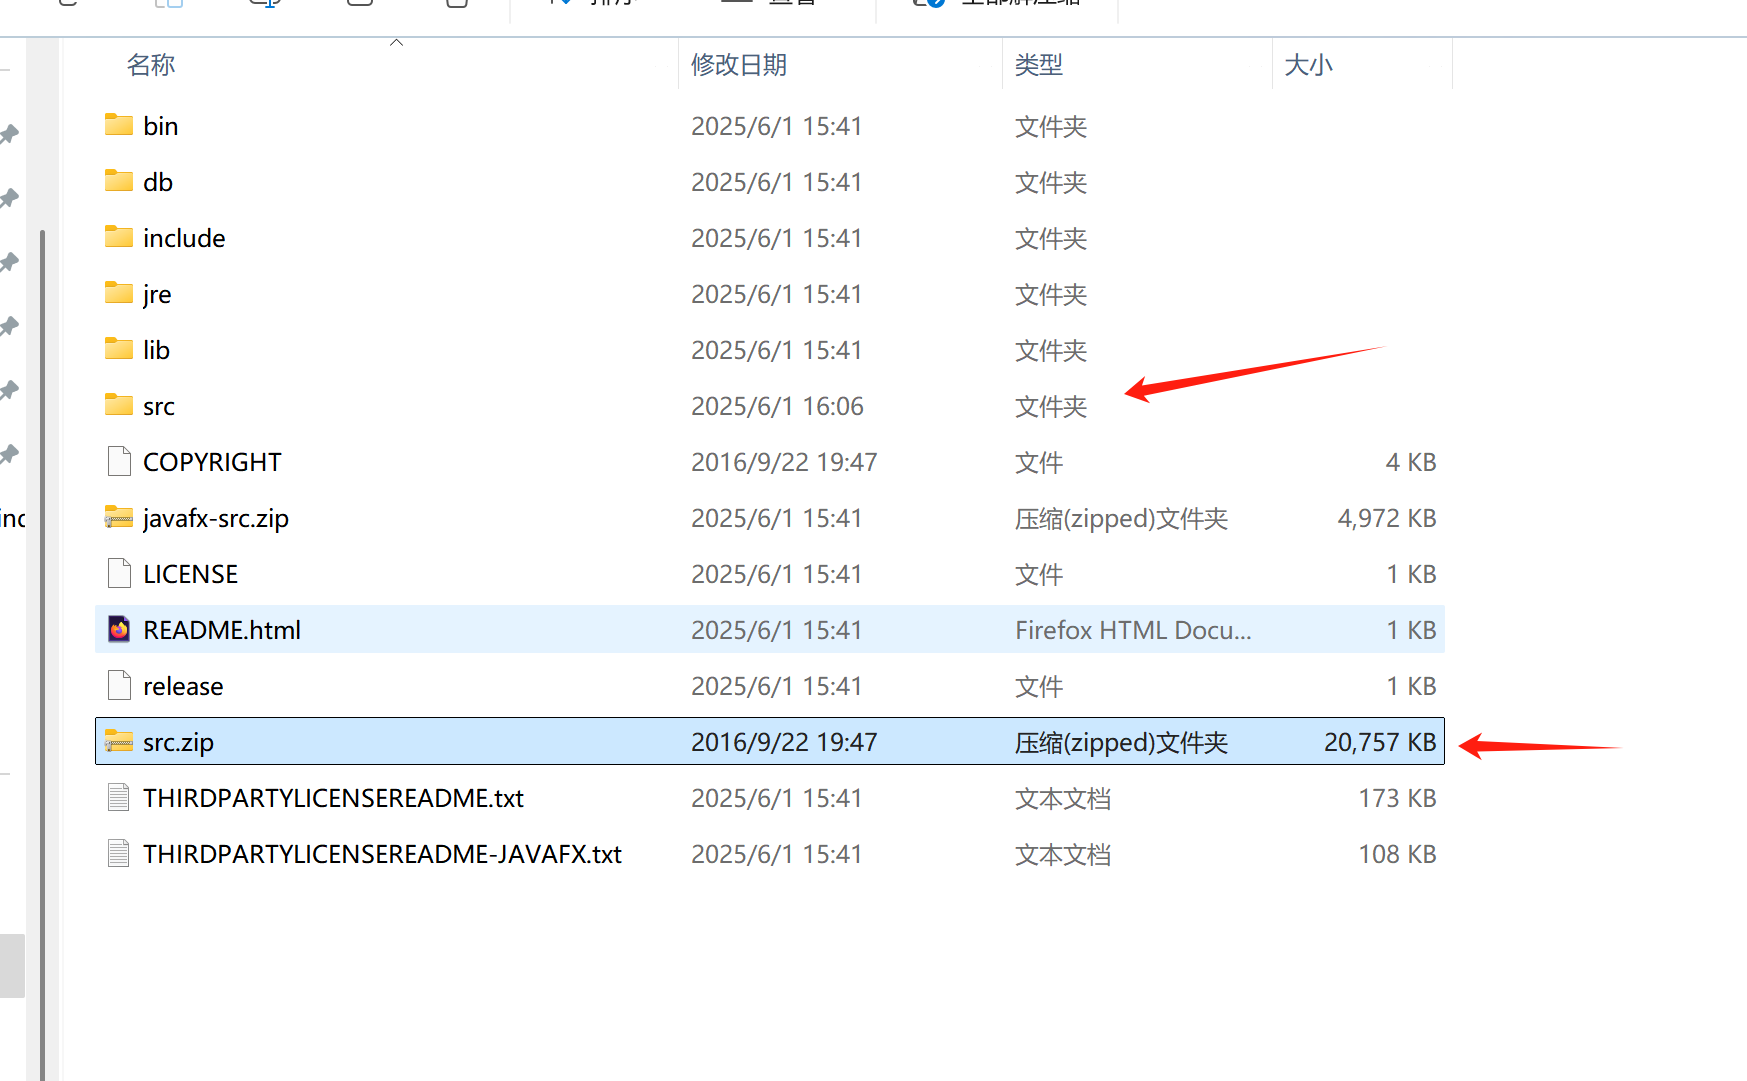 名称 修改日期 类型 大小
bin 2025/6/1 15:41 文件夹
db 2025/6/1 15:41 文件夹
include 2025/6/1 15:41 文件夹
jre 2025/6/1 15:41 文件夹
lib 2025/6/1 15:41 文件夹
src 2025/6/1 16:06 文件夹
COPYRIGHT 2016/9/22 19:47 文件 4 KB
javafx-src.zip 2025/6/1 15:41 压缩(zipped)文件夹 4,972 KB
LICENSE 2025/6/1 15:41 文件 1 KB
README.html 2025/6/1 15:41 Firefox HTML Docu... 1 KB
release 2025/6/1 15:41 文件 1 KB
src.zip 2016/9/22 19:47 压缩(zipped)文件夹 20,757 KB
THIRDPARTYLICENSEREADME.txt 2025/6/1 15:41 文本文档 173 KB
THIRDPARTYLICENSEREADME-JAVAFX.txt 2025/6/1 15:41 文本文档 108 KB